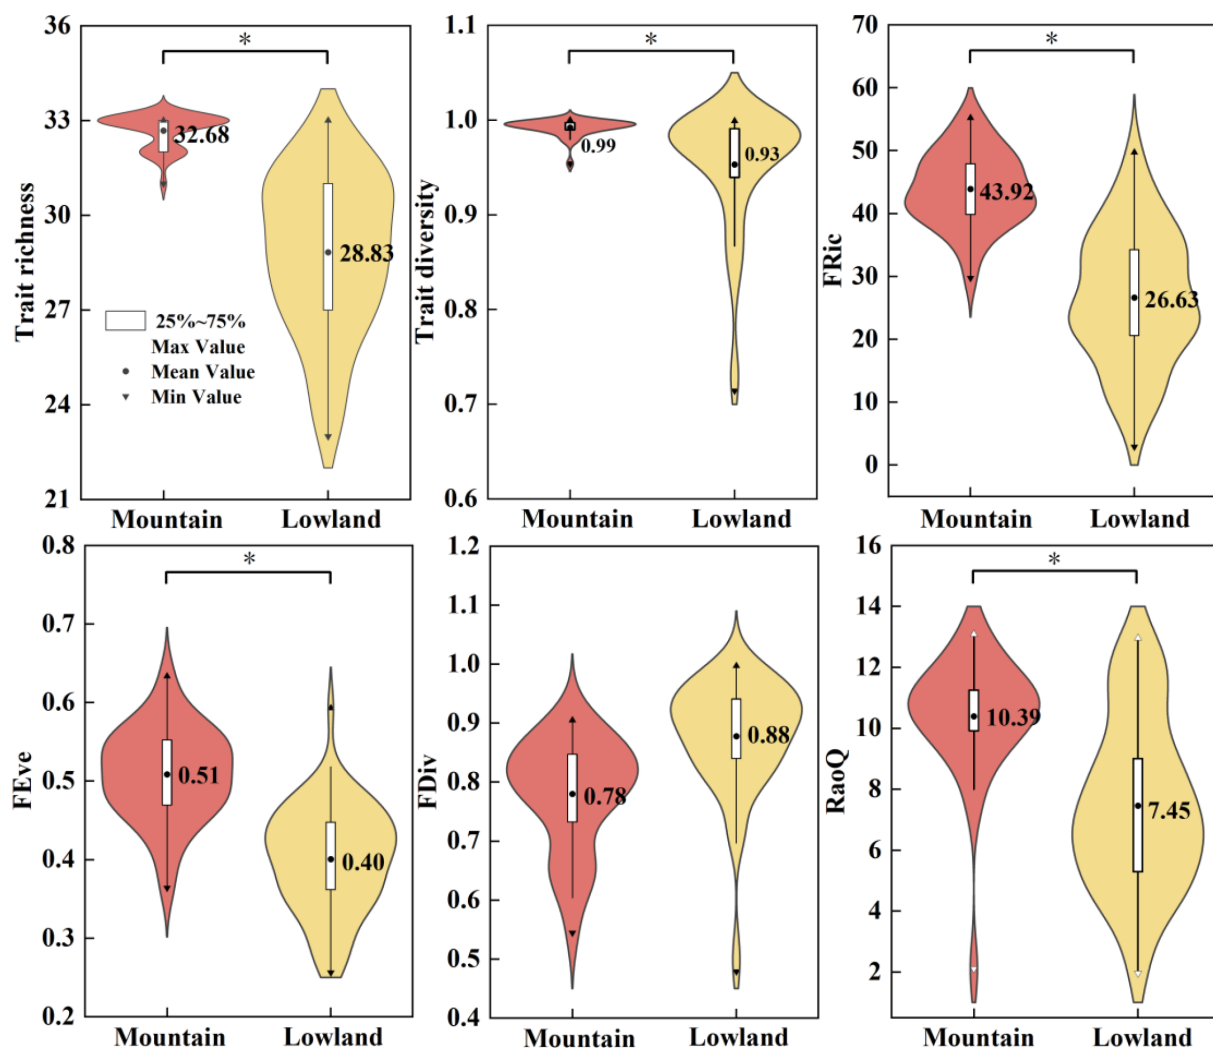 36
33
30
27
24
21
Trait richness
*
32.68
28.83
25%~75%
Max Value
Mean Value
Min Value
Mountain
Lowland
1.1
1.0
0.9
0.8
0.7
0.6
Trait diversity
*
0.99
0.93
Mountain
Lowland
70
60
50
40
30
20
10
0
FRic
*
43.92
26.63
Mountain
Lowland
0.8
0.7
0.6
0.5
0.4
0.3
0.2
FEve
*
0.51
0.40
Mountain
Lowland
1.2
1.1
1.0
0.9
0.8
0.7
0.6
0.5
0.4
FDiv
0.78
0.88
Mountain
Lowland
16
14
12
10
8
6
4
2
RaoQ
*
10.39
7.45
Mountain
Lowland